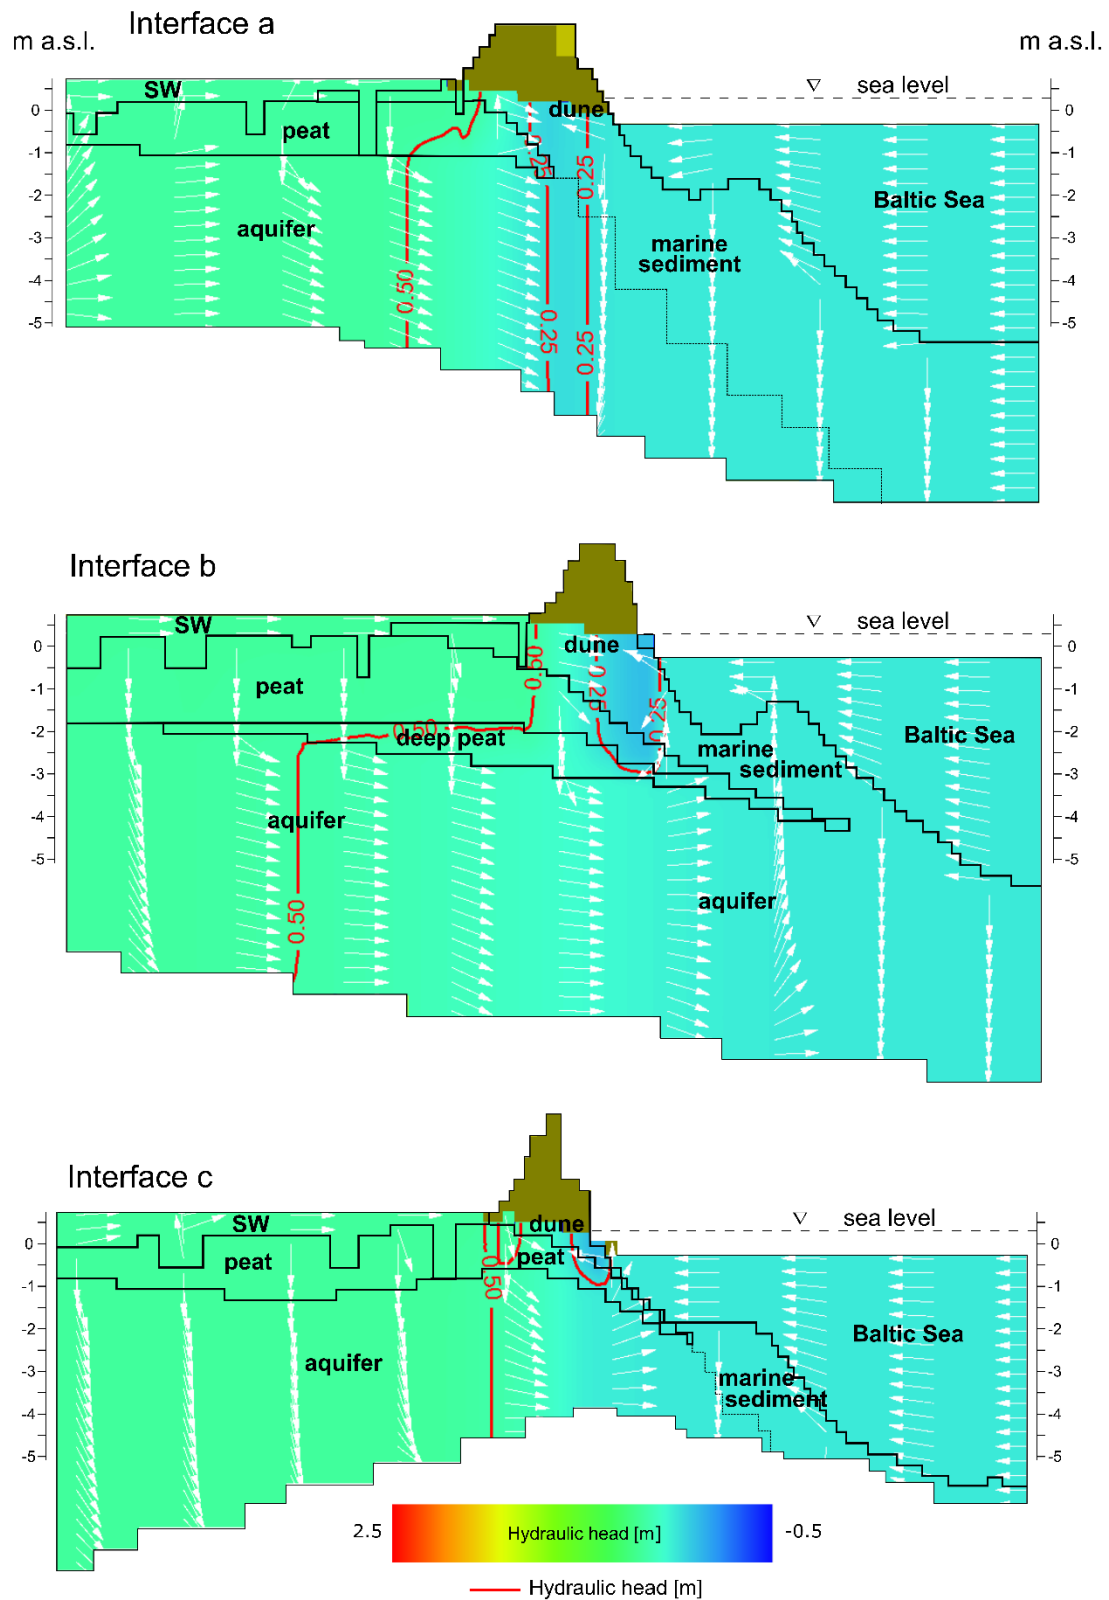 Interface a
m a.s.l.
m a.s.l.
SW
sea level
dune
0
0
peat
0.25
-1
-1
0.25
-2
-2
Baltic Sea
aquifer
-3
-3
marine
sediment
-4
-4
0.50
-5
-5
0.25
0.25
Interface b
SW
sea level
0
0
dune
0.50
peat
0.25
-1
-1
0.25
-2
-2
0.50
deep peat
Baltic Sea
marine
sediment
-3
-3
aquifer
-4
-4
-5
-5
0.50
aquifer
Interface c
SW
dune
sea level
0
0
peat
peat
0.50
-1
-1
-2
-2
Baltic Sea
aquifer
-3
-3
marine
sediment
-4
-4
-5
-5
2.5
Hydraulic head [m]
-0.5
Hydraulic head [m]